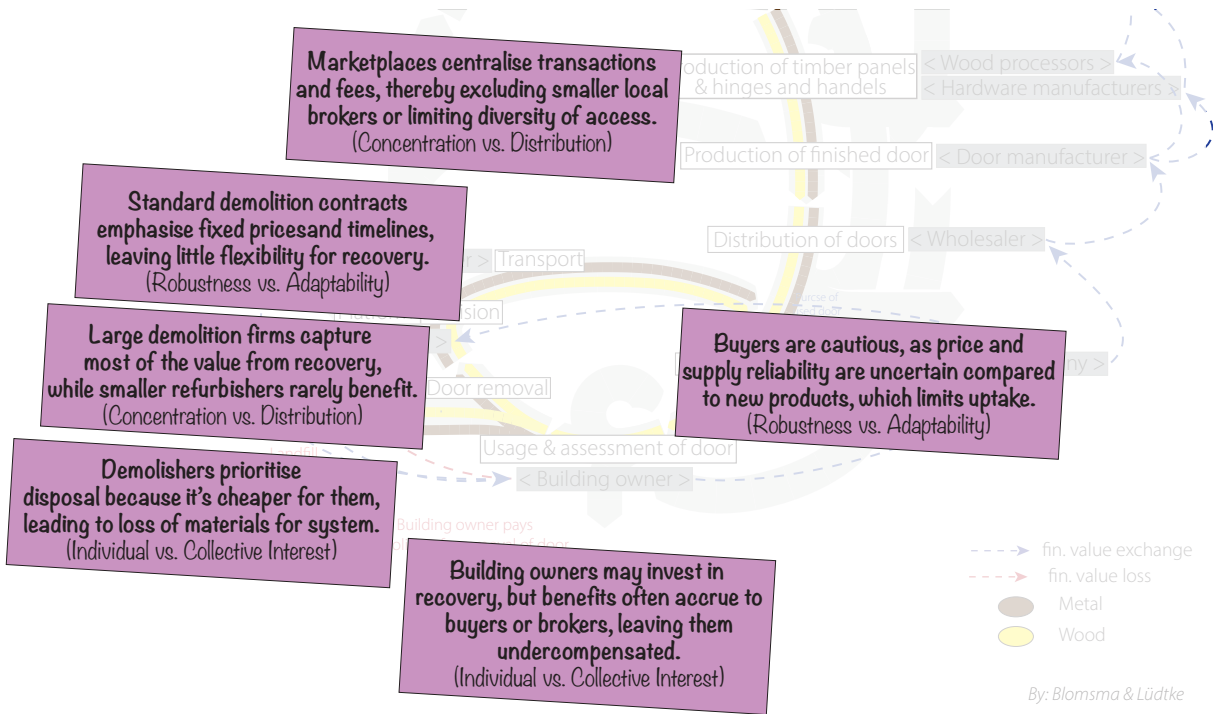 Marketplaces centralise transactions
and fees, thereby excluding smaller local
brokers or limiting diversity of access.
(Concentration vs. Distribution)
oduction of timber panels
& hinges and handels
< Wood processors >
< Hardware manufacturers >
Production of finished door
< Door manufacturer >
Standard demolition contracts
emphasise fixed pricesand timelines,
leaving little flexibility for recovery.
(Robustness vs. Adaptability)
Distribution of doors
< Wholesaler >
Transport
Large demolition firms capture
most of the value from recovery,
while smaller refurbishers rarely benefit.
(Concentration vs. Distribution)
Door removal
Buyers are cautious, as price and
supply reliability are uncertain compared
to new products, which limits uptake.
(Robustness vs. Adaptability)
Usage & assessment of door
< Building owner >
Landfill
Demolishers prioritise
disposal because it's cheaper for them,
leading to loss of materials for system.
(Individual vs. Collective Interest)
Building owner pays
Building owners may invest in
recovery, but benefits often accrue to
buyers or brokers, leaving them
undercompensated.
(Individual vs. Collective Interest)
fin. value exchange
fin. value loss
Metal
Wood
By: Blomsma & Lüdtke